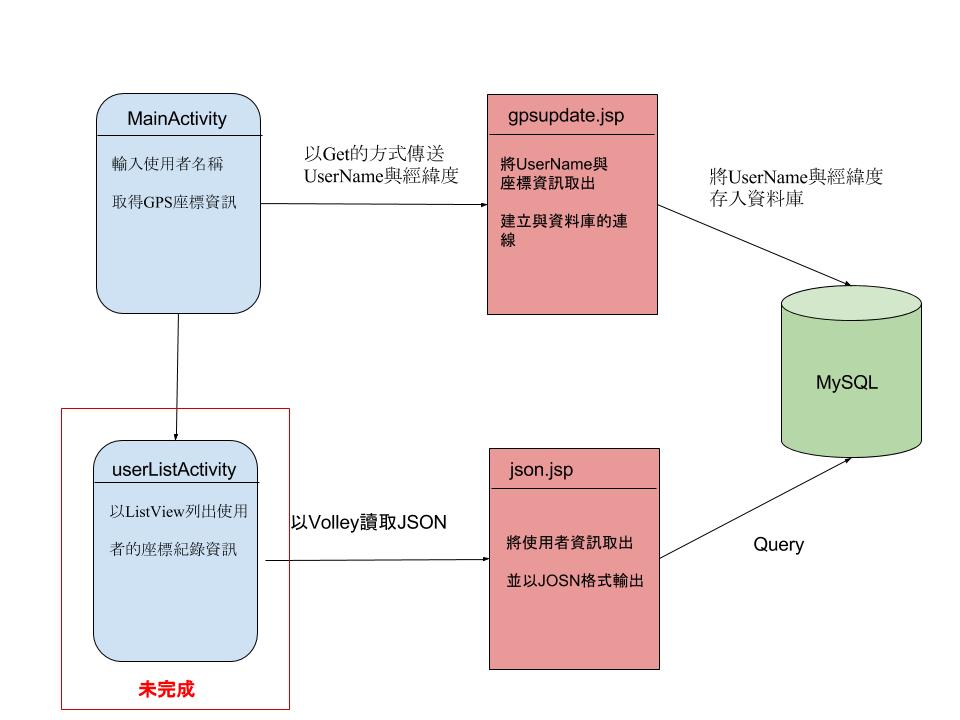 MainActivity
輸入使用者名稱
取得GPS座標資訊
以Get的方式傳送
UserName與經緯度
gpsupdate.jsp
將UserName與
座標資訊取出
建立與資料庫的連
線
將UserName與經緯度
存入資料庫
MySQL
userListActivity
以ListView列出使用
者的座標紀錄資訊
未完成
以Volley讀取JSON
json.jsp
將使用者資訊取出
並以JOSN格式輸出
Query